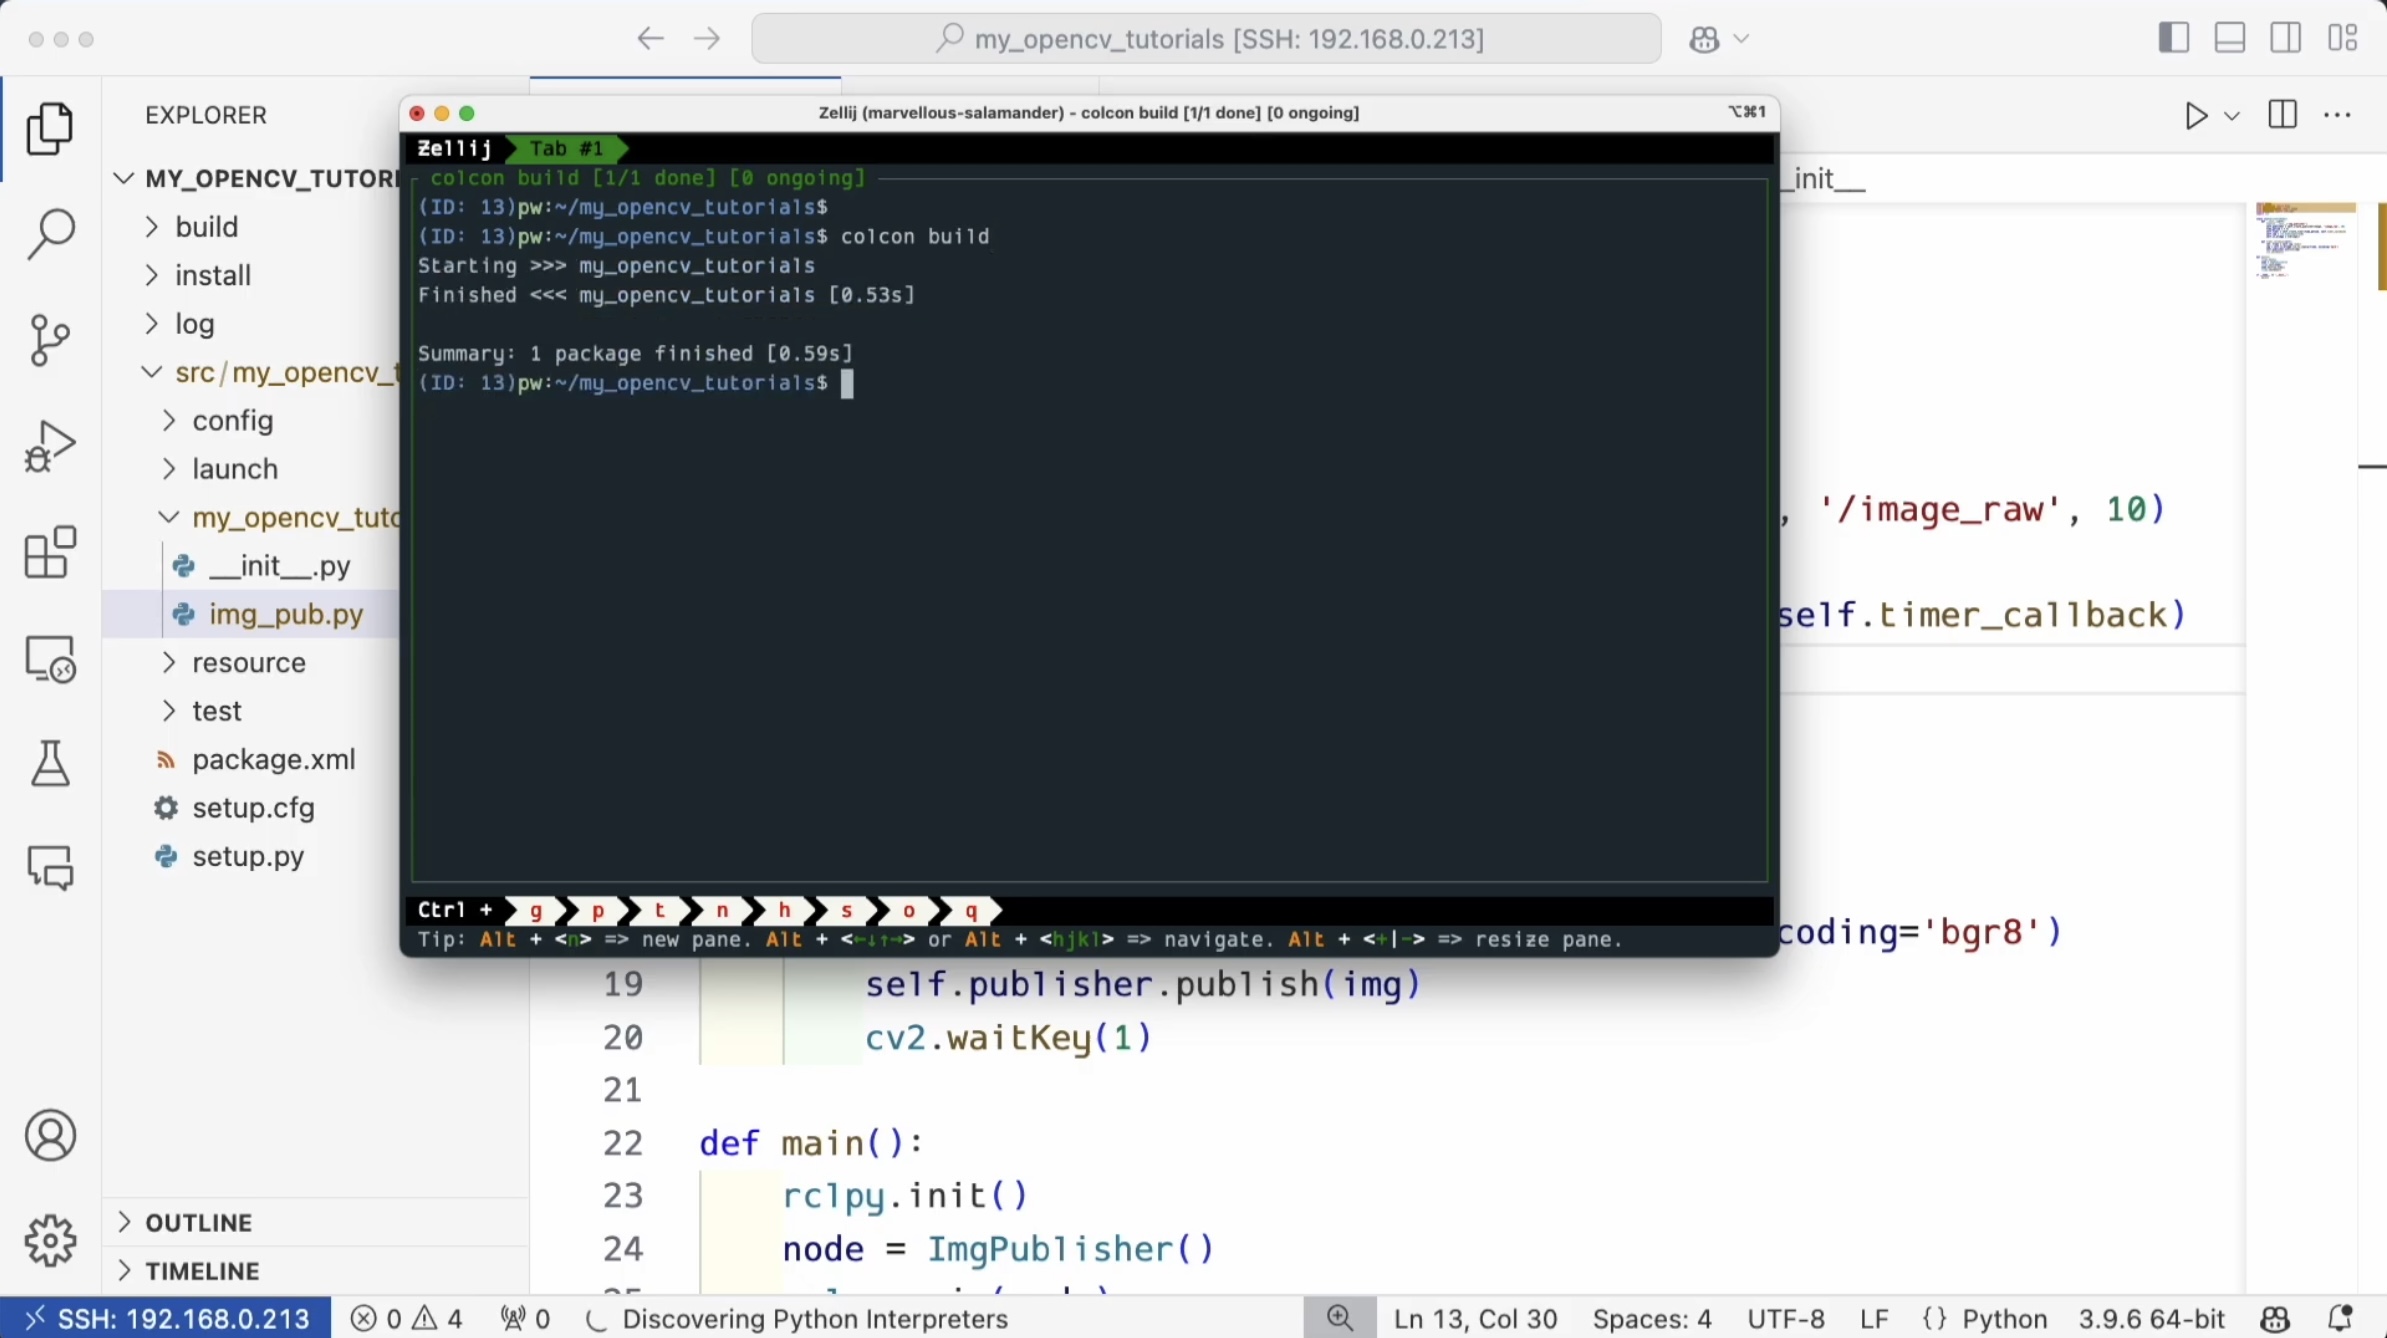 my_opencv_tutorials [SSH: 192.168.0.213]
EXPLORER
MY_OPENCV_TUTORI
build
install
log
src/my_opencv_t
config
launch
my_opencv_tuto
__init__.py
img_pub.py
resource
test
package.xml
setup.cfg
setup.py
OUTLINE
TIMELINE
Zellij (marvellous-salamander) - colcon build [1/1 done] [0 ongoing]
⌥⌘1
Zellij Tab #1
colcon build [1/1 done] [0 ongoing]
(ID: 13)pw:~/my_opencv_tutorials$
(ID: 13)pw:~/my_opencv_tutorials$ colcon build
Starting >>> my_opencv_tutorials
Finished <<< my_opencv_tutorials [0.53s]
Summary: 1 package finished [0.59s]
(ID: 13)pw:~/my_opencv_tutorials$
Ctrl + g p t n h s o q
Tip: Alt + <n> => new pane. Alt + <←↓↑→> or Alt + <hjkl> => navigate. Alt + <+|-> => resize pane.
_init__
, '/image_raw', 10)
self.timer_callback)
coding='bgr8')
19 self.publisher.publish(img)
20 cv2.waitKey(1)
21
22 def main():
23 rclpy.init()
24 node = ImgPublisher()
SSH: 192.168.0.213 0 4 0 Discovering Python Interpreters Ln 13, Col 30 Spaces: 4 UTF-8 LF {} Python 3.9.6 64-bit